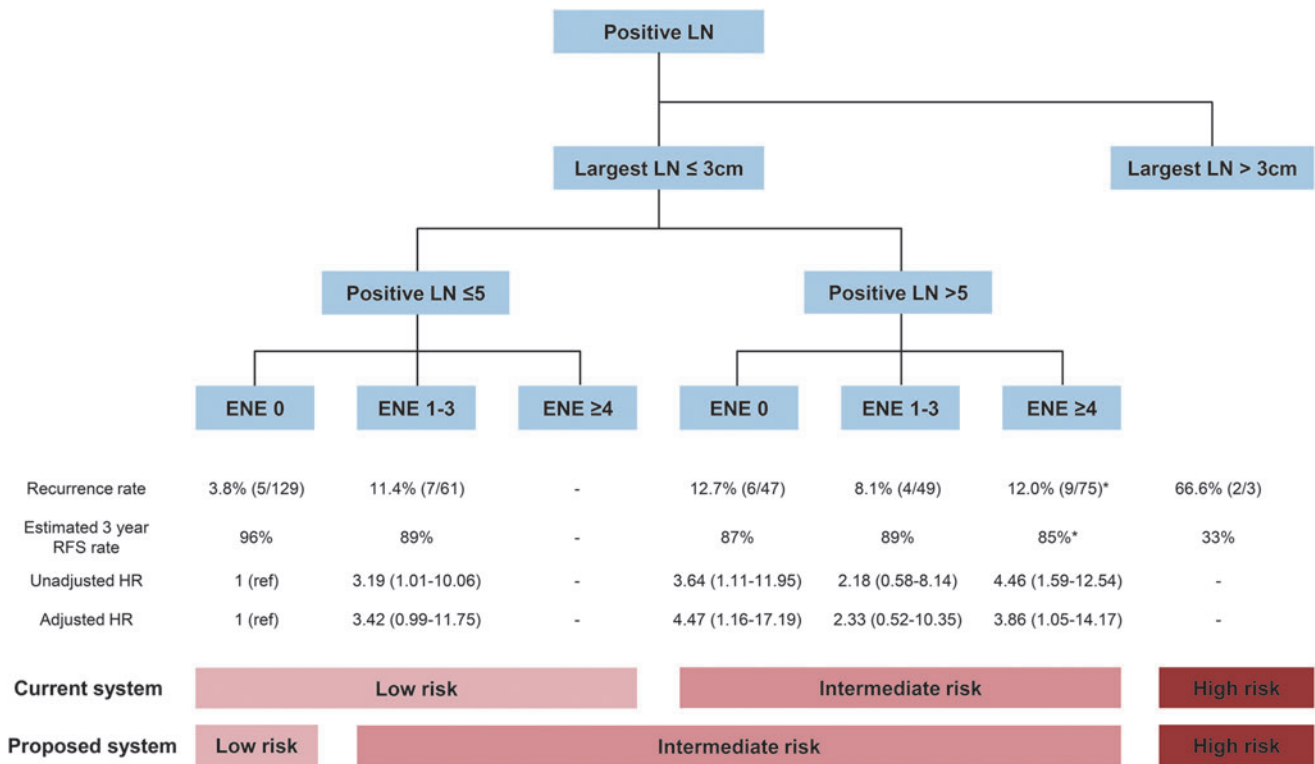 Positive LN
Largest LN ≤ 3cm
Largest LN > 3cm
Positive LN ≤5
Positive LN >5
ENE 0
ENE 1-3
ENE ≥4
ENE 0
ENE 1-3
ENE ≥4
Recurrence rate 3.8% (5/129) 11.4% (7/61) - 12.7% (6/47) 8.1% (4/49) 12.0% (9/75)* 66.6% (2/3)
Estimated 3 year
RFS rate 96% 89% - 87% 89% 85%* 33%
Unadjusted HR 1 (ref) 3.19 (1.01-10.06) - 3.64 (1.11-11.95) 2.18 (0.58-8.14) 4.46 (1.59-12.54) -
Adjusted HR 1 (ref) 3.42 (0.99-11.75) - 4.47 (1.16-17.19) 2.33 (0.52-10.35) 3.86 (1.05-14.17) -
Current system Low risk Intermediate risk High risk
Proposed system Low risk Intermediate risk High risk